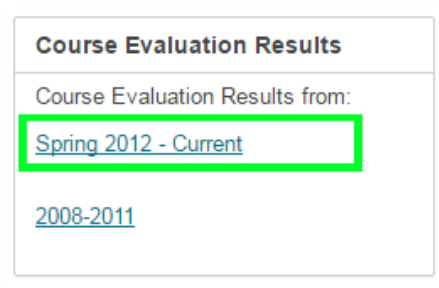 Course Evaluation Results
Course Evaluation Results from:
Spring 2012 - Current
2008-2011